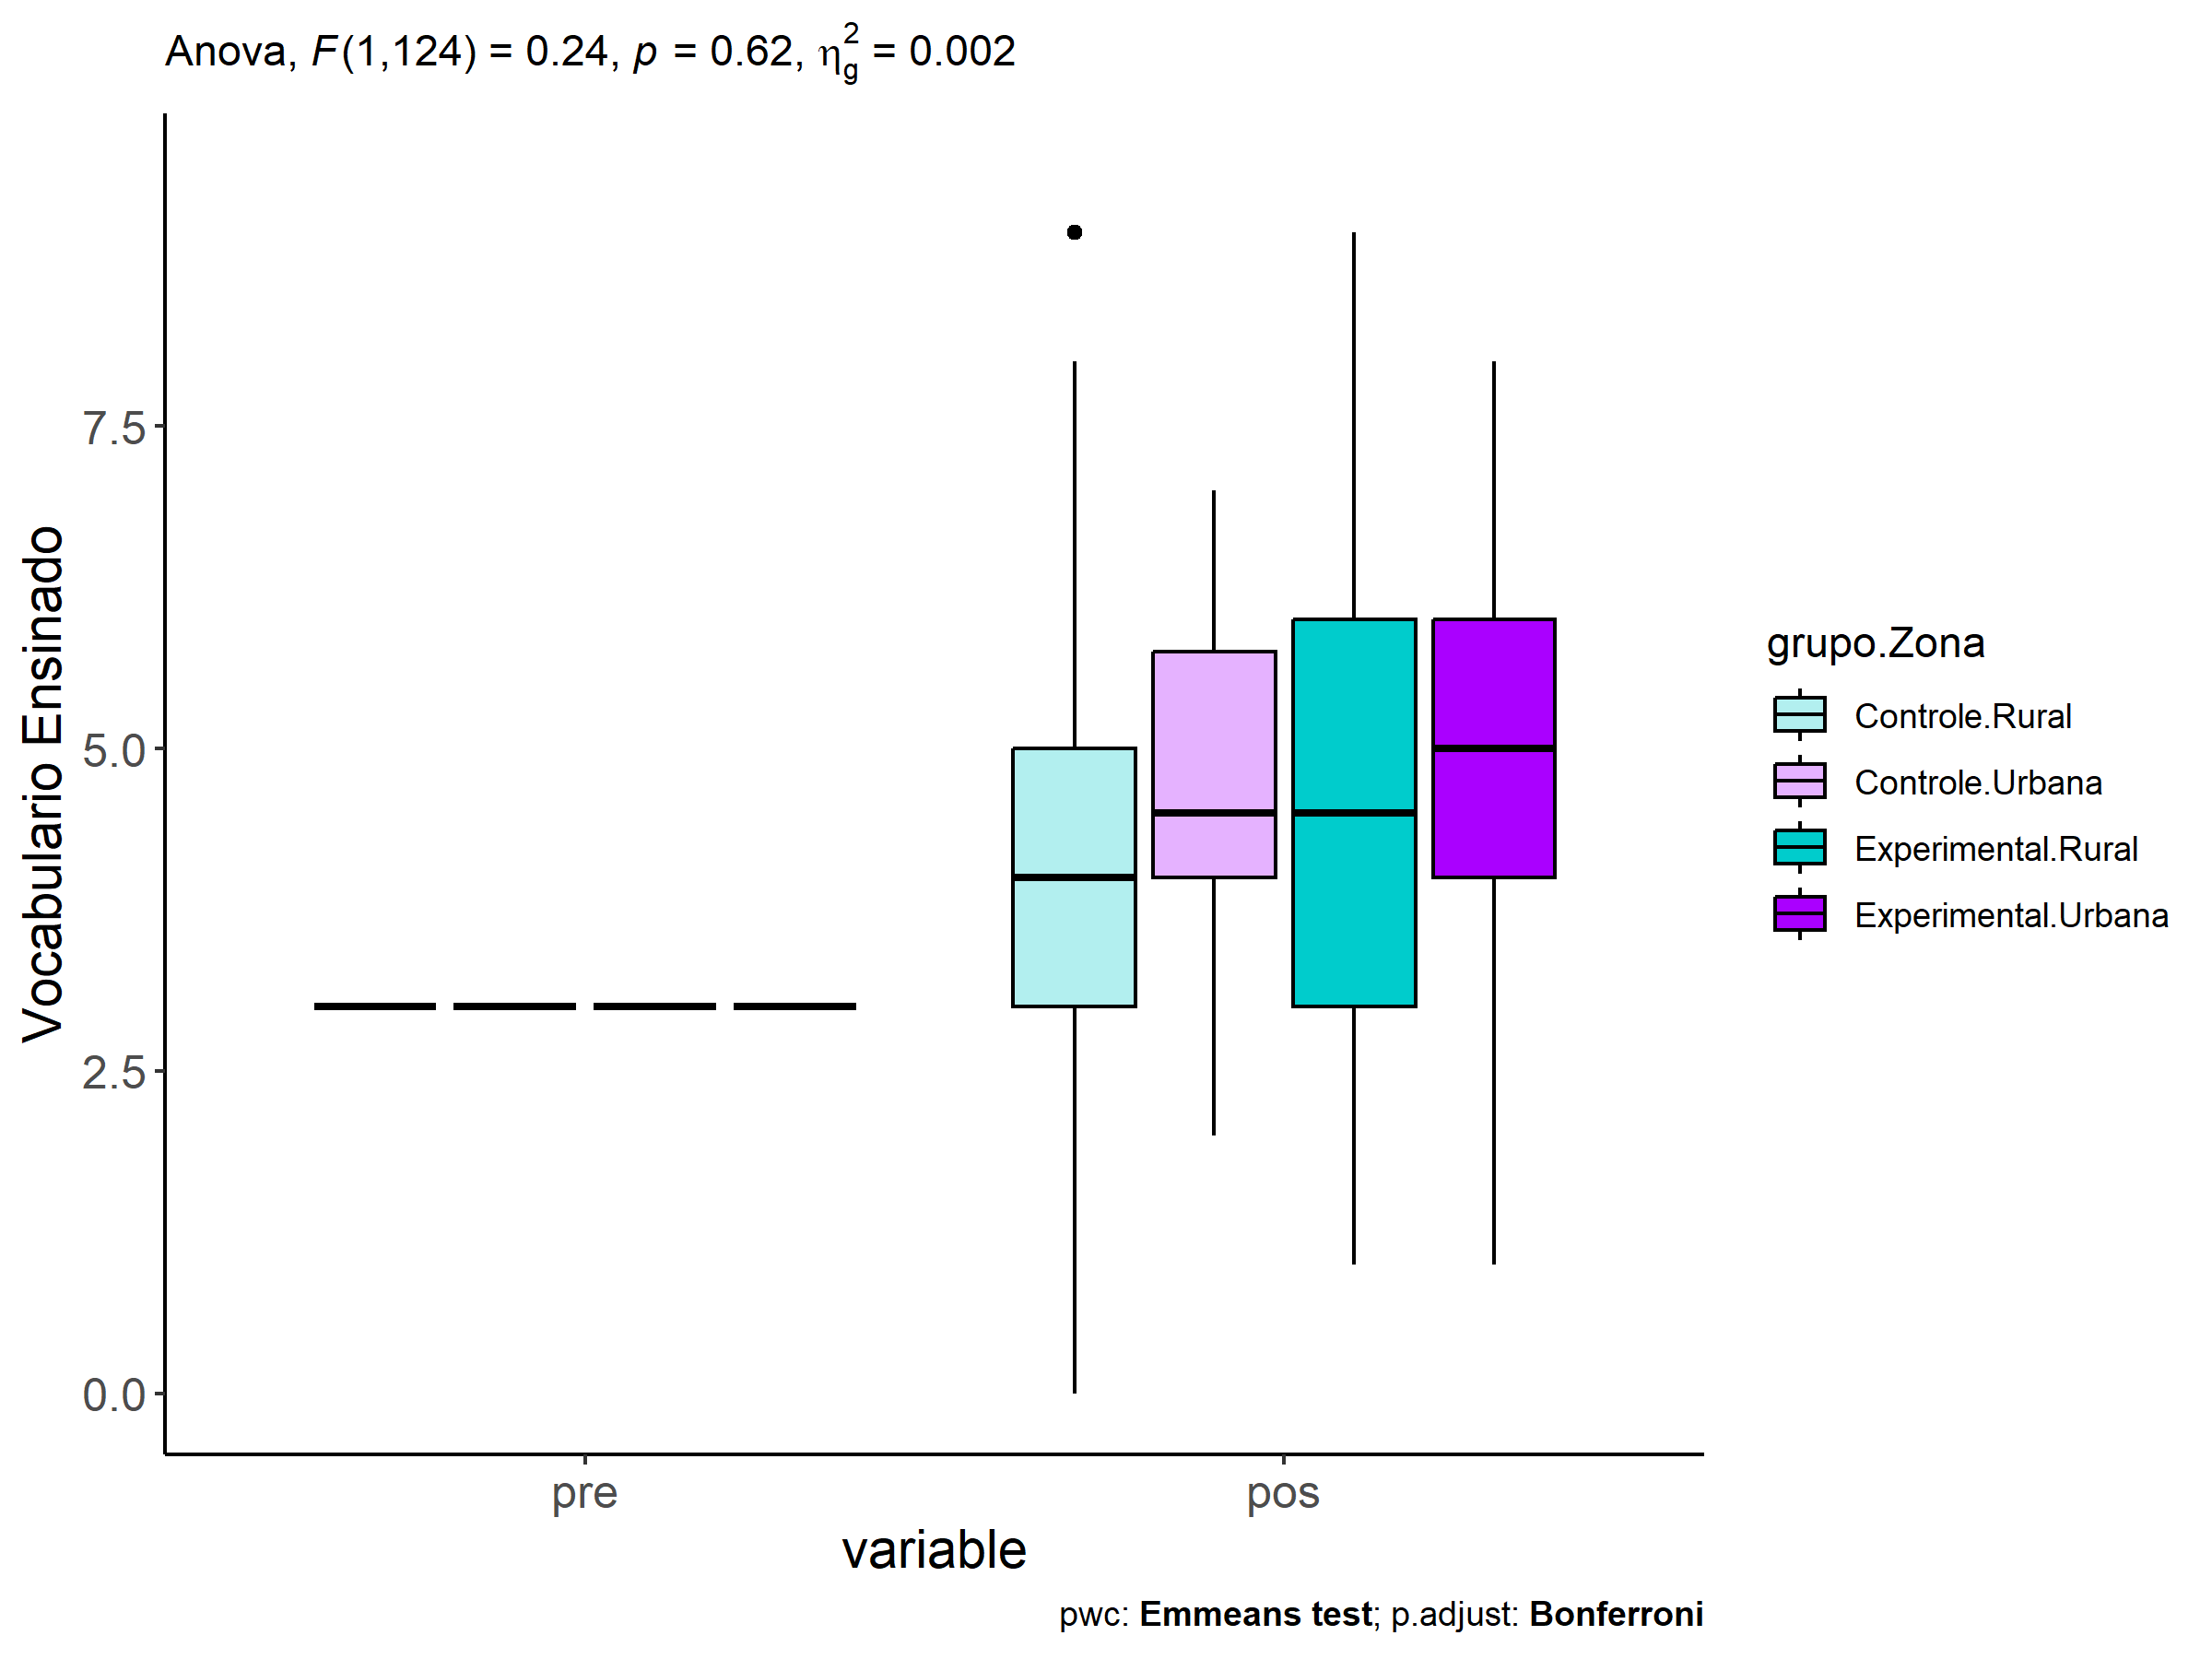 Anova, F(1,124) = 0.24, p = 0.62, η²g = 0.002
Vocabulario Ensinado
7.5
5.0
2.5
0.0
pre
pos
variable
grupo.Zona
Controle.Rural
Controle.Urbana
Experimental.Rural
Experimental.Urbana
pwc: Emmeans test; p.adjust: Bonferroni